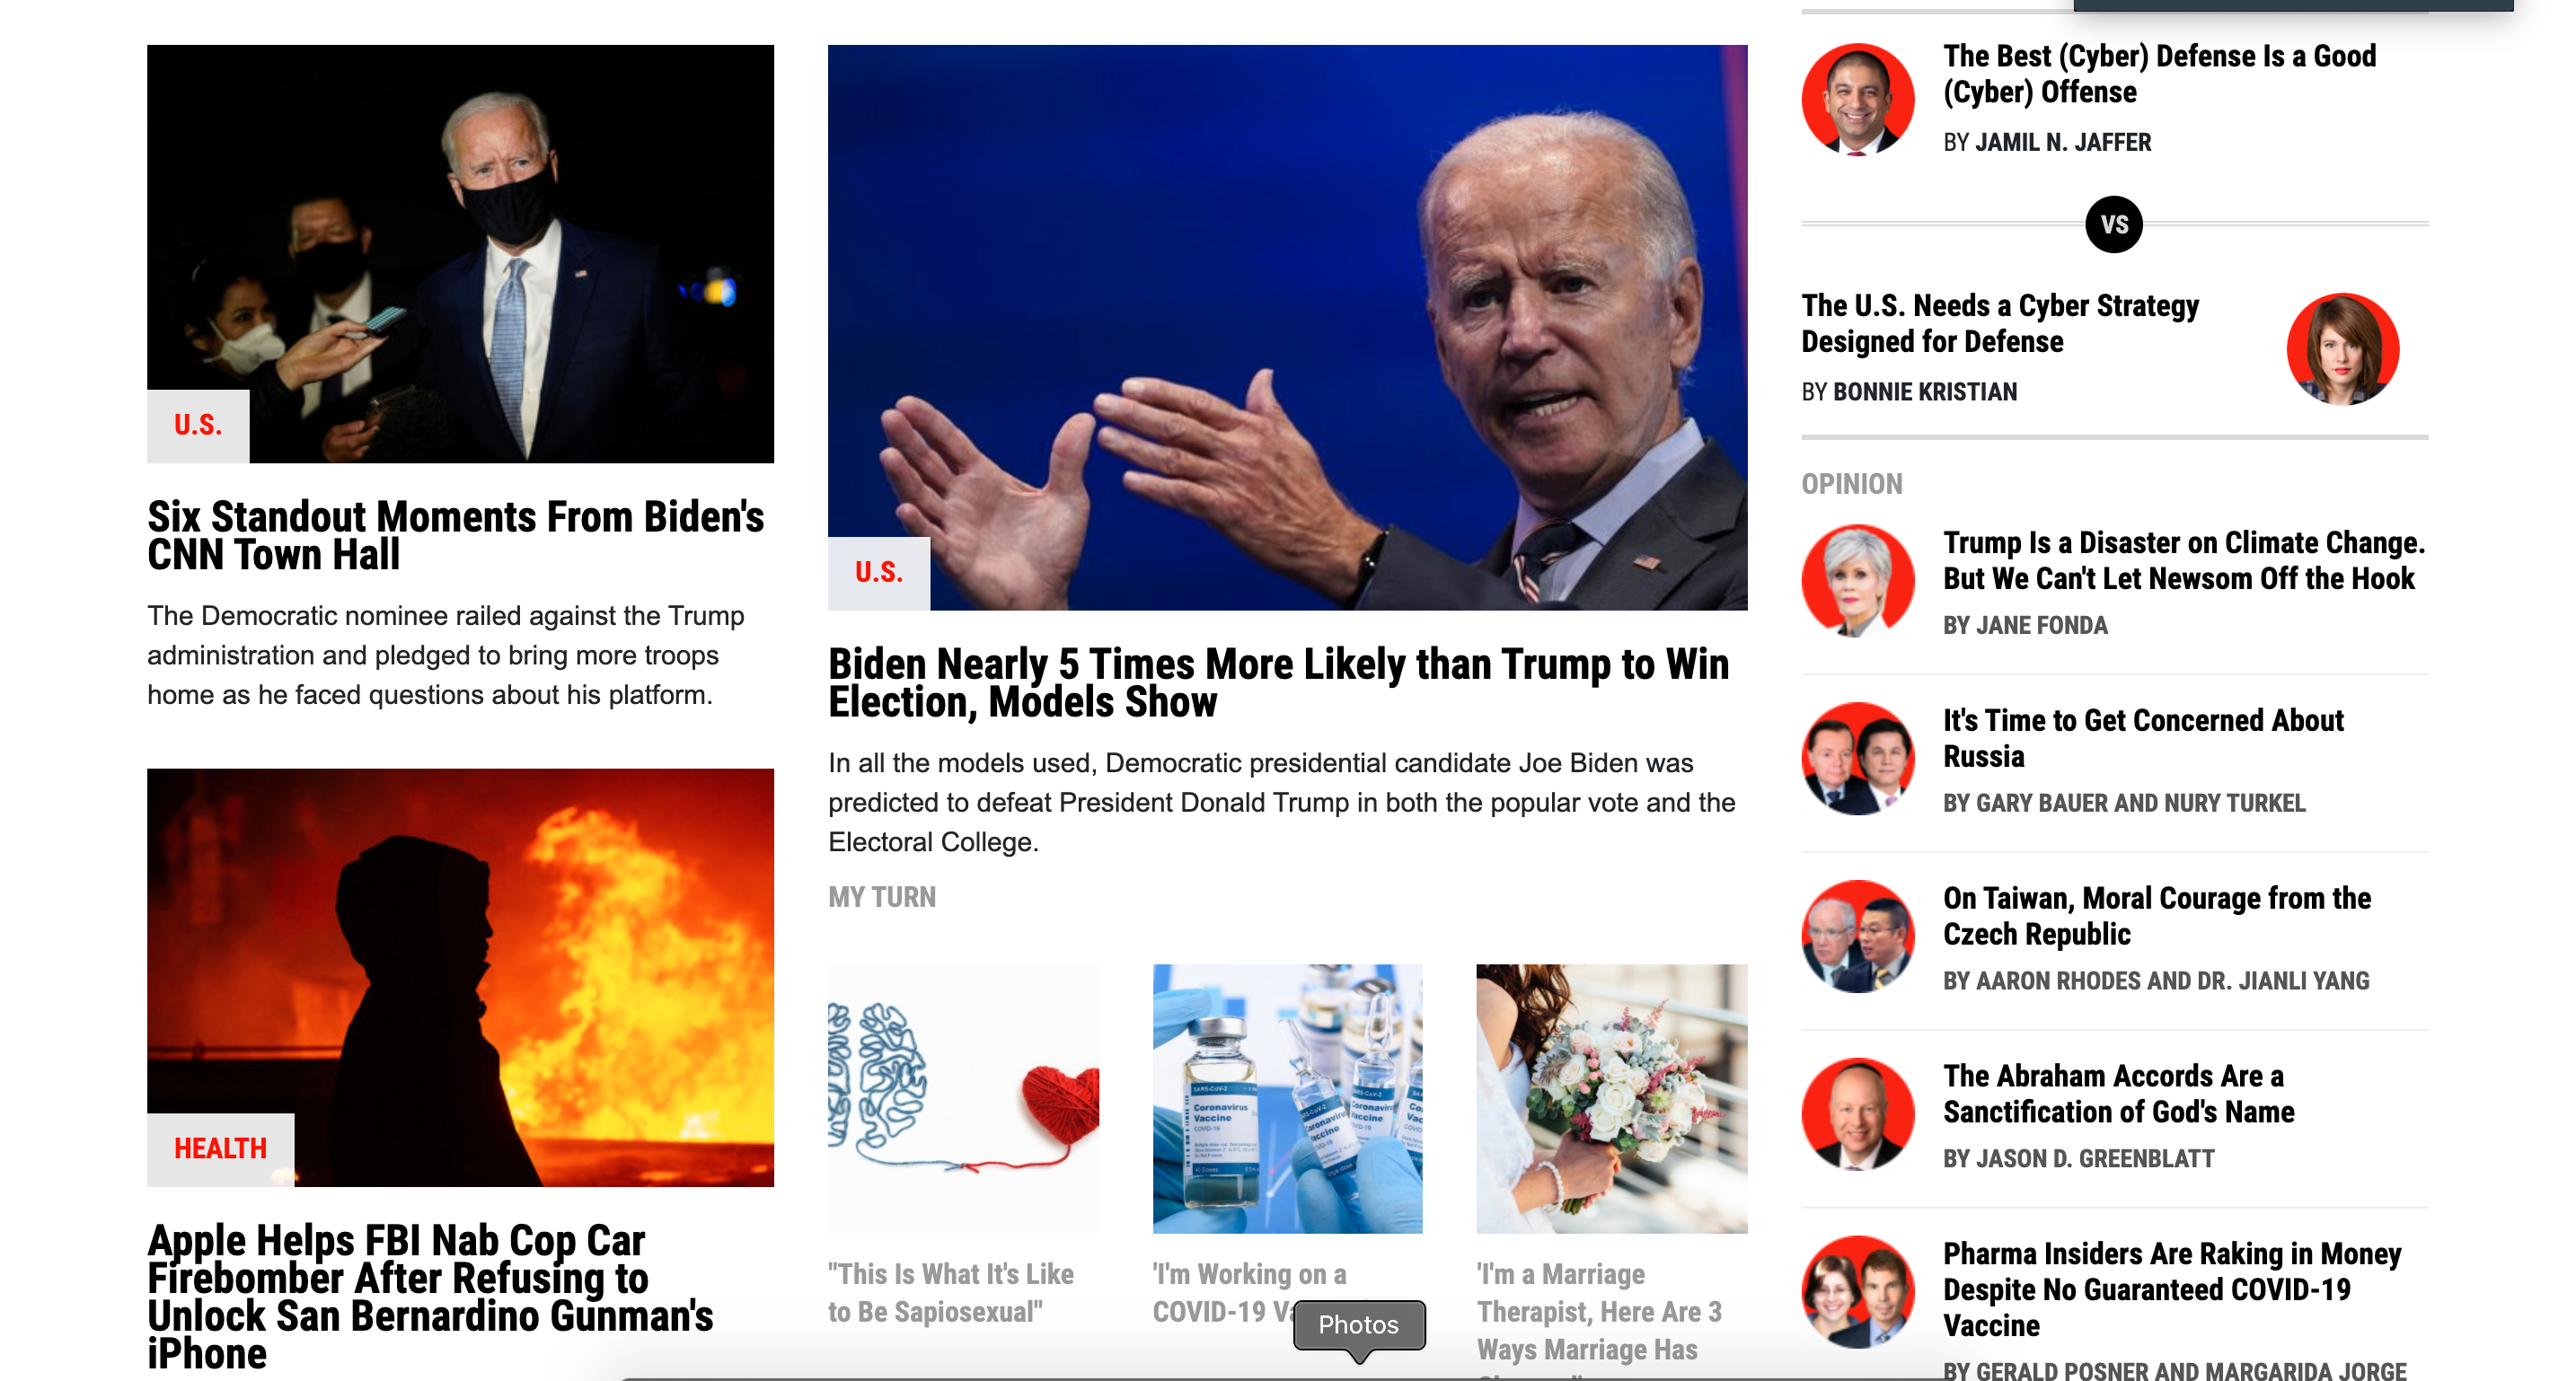 U.S.
Six Standout Moments From Biden's
CNN Town Hall
The Democratic nominee railed against the Trump
administration and pledged to bring more troops
home as he faced questions about his platform.
HEALTH
Apple Helps FBI Nab Cop Car
Firebomber After Refusing to
Unlock San Bernardino Gunman's
iPhone
U.S.
Biden Nearly 5 Times More Likely than Trump to Win
Election, Models Show
In all the models used, Democratic presidential candidate Joe Biden was
predicted to defeat President Donald Trump in both the popular vote and the
Electoral College.
MY TURN
"This Is What It's Like
to Be Sapiosexual"
SARS-CoV-2
Coronavirus
Vaccine
COVID-19
'I'm Working on a
COVID-19
'I'm a Marriage
Therapist, Here Are 3
Ways Marriage Has
Photos
The Best (Cyber) Defense Is a Good
(Cyber) Offense
BY JAMIL N. JAFFER
VS
The U.S. Needs a Cyber Strategy
Designed for Defense
BY BONNIE KRISTIAN
OPINION
Trump Is a Disaster on Climate Change.
But We Can't Let Newsom Off the Hook
BY JANE FONDA
It's Time to Get Concerned About
Russia
BY GARY BAUER AND NURY TURKEL
On Taiwan, Moral Courage from the
Czech Republic
BY AARON RHODES AND DR. JIANLI YANG
The Abraham Accords Are a
Sanctification of God's Name
BY JASON D. GREENBLATT
Pharma Insiders Are Raking in Money
Despite No Guaranteed COVID-19
Vaccine
BY GERALD POSNER AND MARGARIDA JORGE